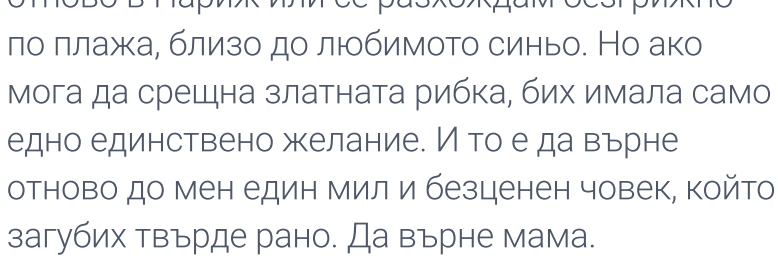 отново в Париж или се разхождам безгрижно
по плажа, близо до любимото синьо. Но ако
мога да срещна златната рибка, бих имала само
едно единствено желание. И то е да върне
отново до мен един мил и безценен човек, който
загубих твърде рано. Да върне мама.